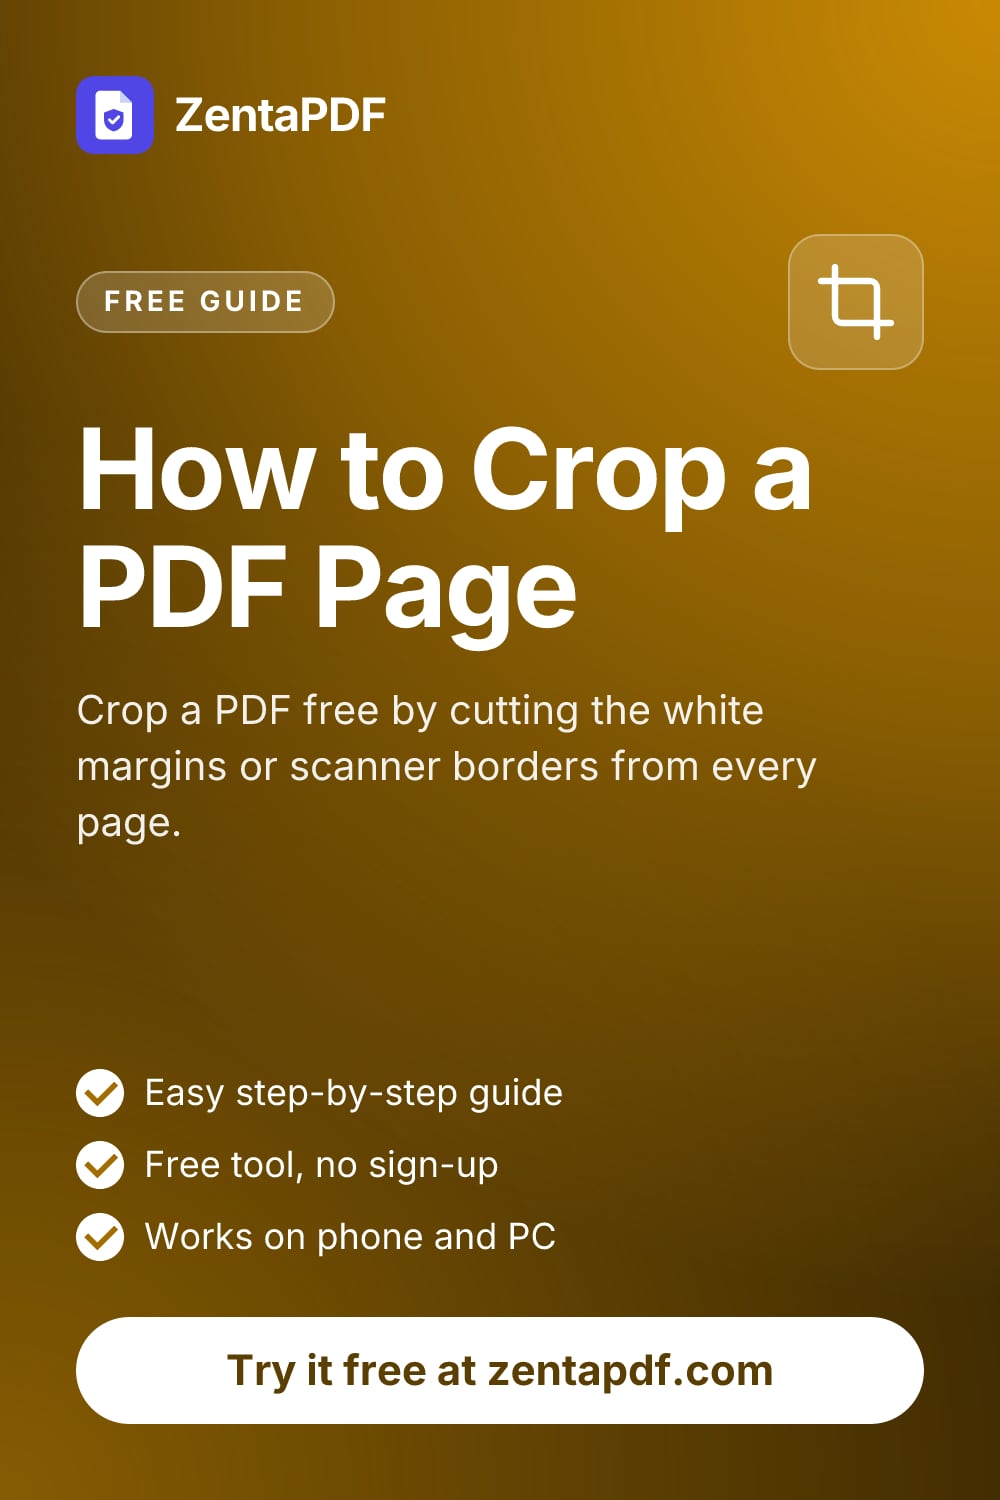 ZentaPDF
FREE GUIDE
How to Crop a
PDF Page
Crop a PDF free by cutting the white
margins or scanner borders from every
page.
Easy step-by-step guide
Free tool, no sign-up
Works on phone and PC
Try it free at zentapdf.com